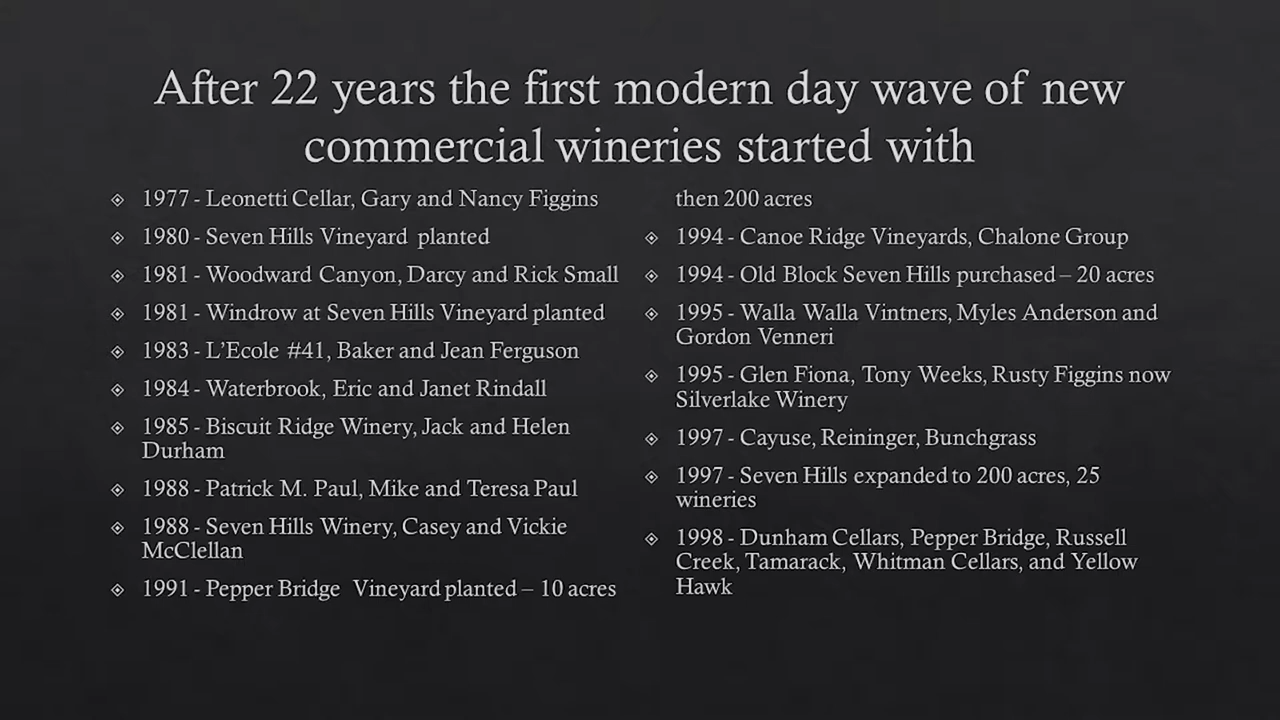 After 22 years the first modern day wave of new
commercial wineries started with
1977 - Leonetti Cellar, Gary and Nancy Figgins
1980 - Seven Hills Vineyard planted
1981 - Woodward Canyon, Darcy and Rick Small
1981 - Windrow at Seven Hills Vineyard planted
1983 - L'Ecole #41, Baker and Jean Ferguson
1984 - Waterbrook, Eric and Janet Rindall
1985 - Biscuit Ridge Winery, Jack and Helen
Durham
1988 - Patrick M. Paul, Mike and Teresa Paul
1988 - Seven Hills Winery, Casey and Vickie
McClellan
1991 - Pepper Bridge Vineyard planted – 10 acres
then 200 acres
1994 - Canoe Ridge Vineyards, Chalone Group
1994 - Old Block Seven Hills purchased – 20 acres
1995 - Walla Walla Vintners, Myles Anderson and
Gordon Venneri
1995 - Glen Fiona, Tony Weeks, Rusty Figgins now
Silverlake Winery
1997 - Cayuse, Reininger, Bunchgrass
1997 - Seven Hills expanded to 200 acres, 25
wineries
1998 - Dunham Cellars, Pepper Bridge, Russell
Creek, Tamarack, Whitman Cellars, and Yellow
Hawk